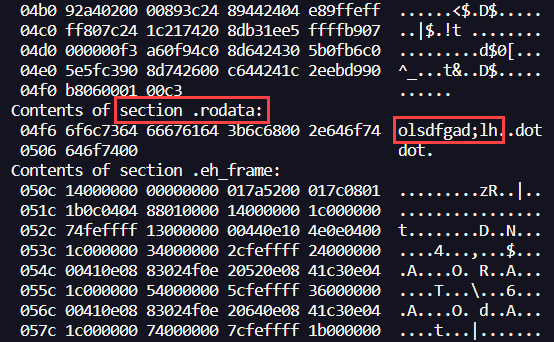 04b0 92a40200 00893c24 89442404 e89ffeff  ......<$.D$.....
04c0 ff807c24 1c217420 8db31ee5 ffffb907  ..|$.!t ........
04d0 000000f3 a60f94c0 8d642430 5b0fb6c0  .........d$0[...
04e0 5e5fc390 8d742600 c644241c 2eebd990  ^_...t&..D$.....
04f0 b8060001 00c3                        ......
Contents of section .rodata:
04f6 6f6c7364 66676164 3b6c6800 2e646f74  olsdfgad;lh..dot
0506 646f7400                             dot.
Contents of section .eh_frame:
050c 14000000 00000000 017a5200 017c0801  .........zR..|..
051c 1b0c0404 88010000 14000000 1c000000  ................
052c 74feffff 13000000 00440e10 4e0e0400  t........D..N...
053c 1c000000 34000000 2cfeffff 24000000  ....4...,...$...
054c 00410e08 83024f0e 20520e08 41c30e04  .A....O. R..A...
055c 1c000000 54000000 5cfeffff 36000000  ....T...\...6...
056c 00410e08 83024f0e 20640e08 41c30e04  .A....O. d..A...
057c 1c000000 74000000 7cfeffff 1b000000  ....t...|.......